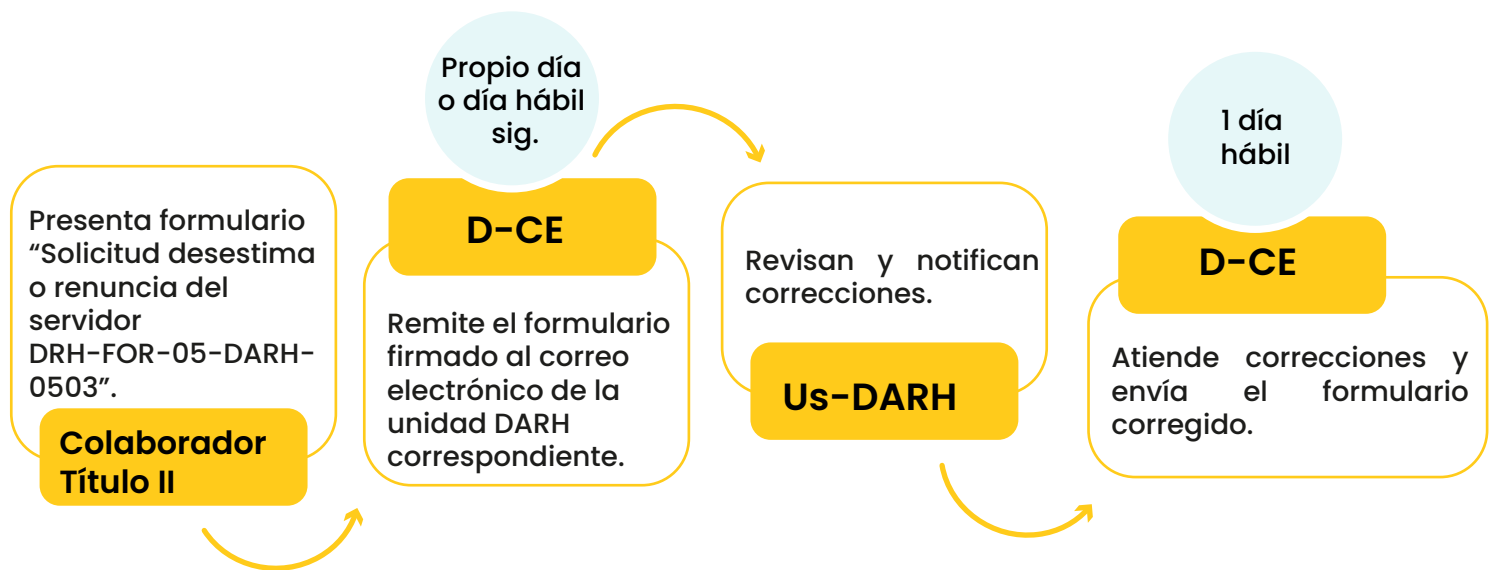 Presenta formulario
“Solicitud desestima
o renuncia del
servidor
DRH-FOR-05-DARH-
0503”.
Colaborador
Título II
Propio día
o día hábil
sig.
D-CE
Remite el formulario
firmado al correo
electrónico de la
unidad DARH
correspondiente.
Revisan y notifican
correcciones.
Us-DARH
1 día
hábil
D-CE
Atiende correcciones y
envía el formulario
corregido.